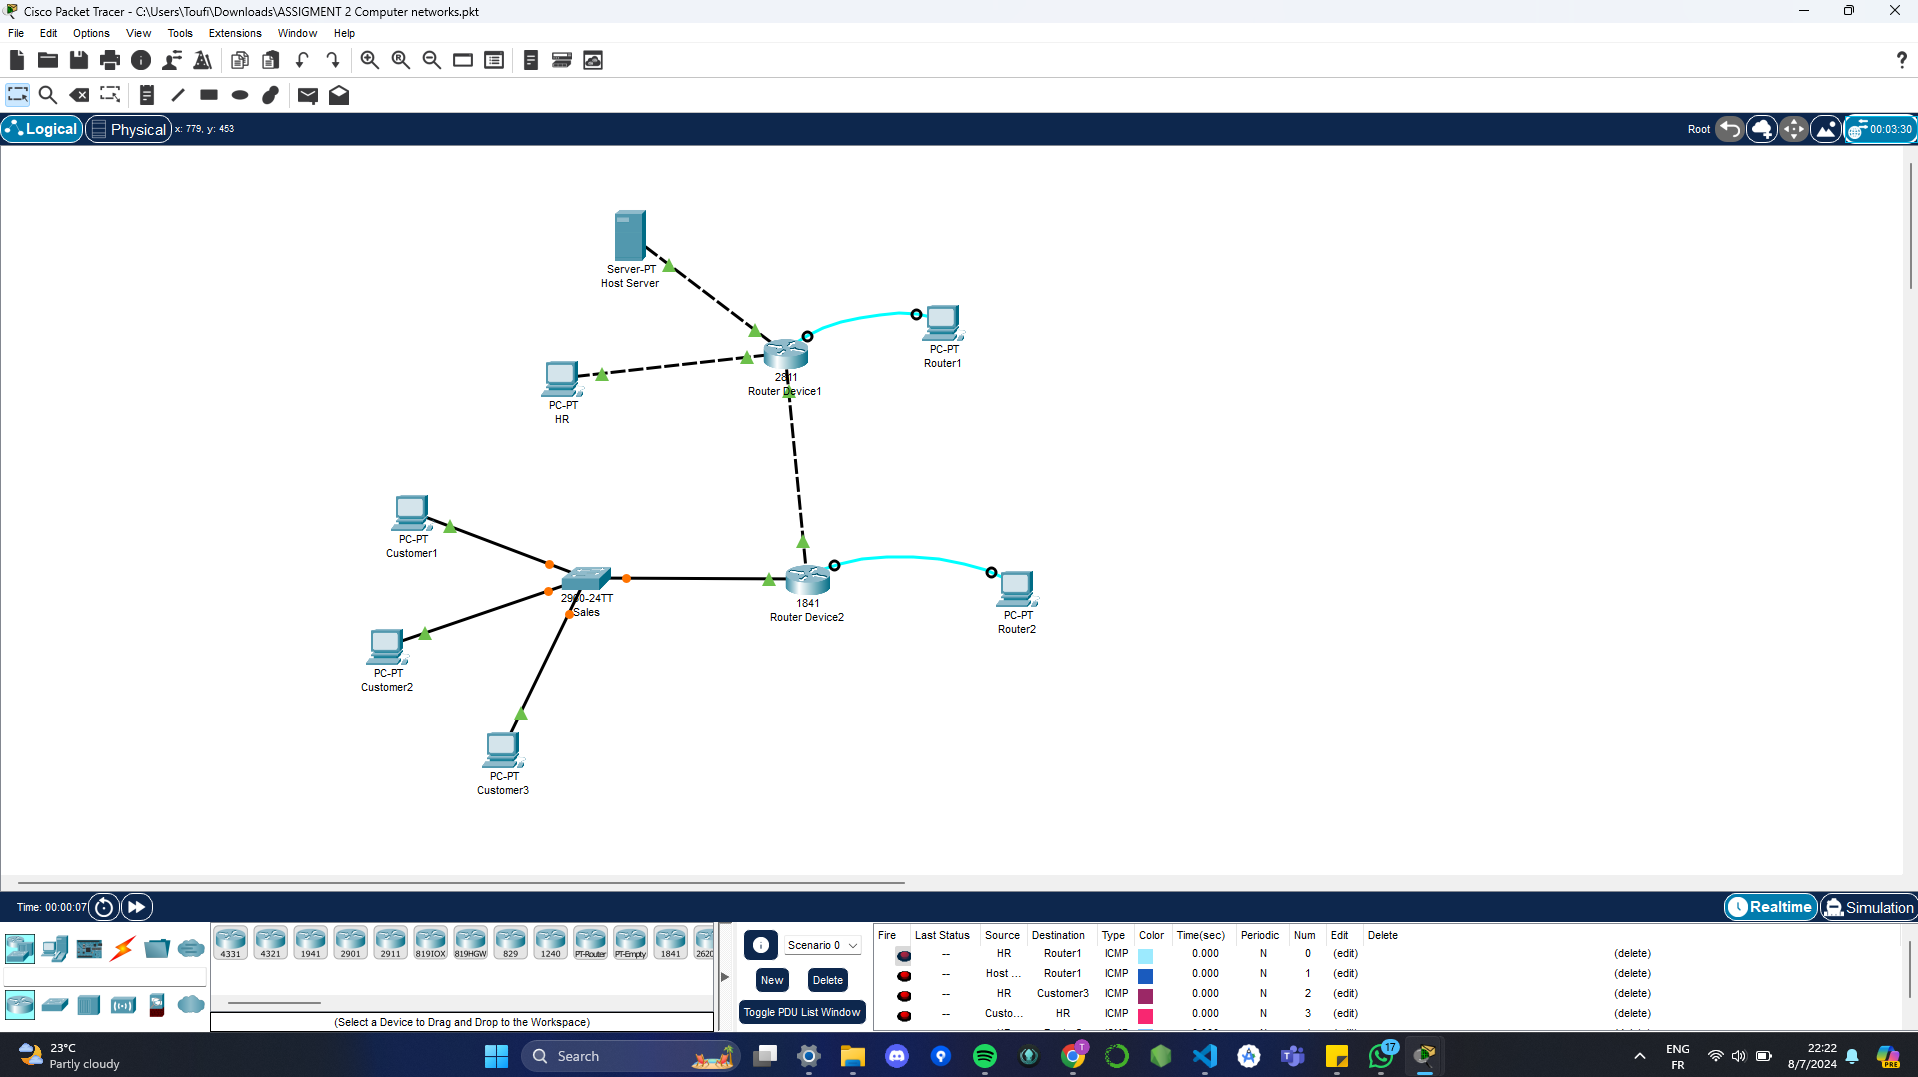 Cisco Packet Tracer - C:\Users\Toufi\Downloads\ASSIGMENT 2 Computer networks.pkt
File Edit Options View Tools Extensions Window Help
?
Logical Physical x: 779, y: 453 Root 00:03:30
Server-PT
Host Server
PC-PT
Router1
2811
Router Device1
PC-PT
HR
PC-PT
Customer1
2960-24TT
Sales
1841
Router Device2
PC-PT
Router2
PC-PT
Customer2
PC-PT
Customer3
Time: 00:00:07 Realtime Simulation
4331 4321 1941 2901 2911 819IOX 819HGW 829 1240 PT-Router PT-Empty 1841 2620
(Select a Device to Drag and Drop to the Workspace)
Scenario 0
New Delete
Toggle PDU List Window
Fire Last Status Source Destination Type Color Time(sec) Periodic Num Edit Delete
-- HR Router1 ICMP 0.000 N 0 (edit) (delete)
-- Host ... Router1 ICMP 0.000 N 1 (edit) (delete)
-- HR Customer3 ICMP 0.000 N 2 (edit) (delete)
-- Custo... HR ICMP 0.000 N 3 (edit) (delete)
23°C
Partly cloudy
Search
T
17
ENG
FR
22:22
8/7/2024
PRE